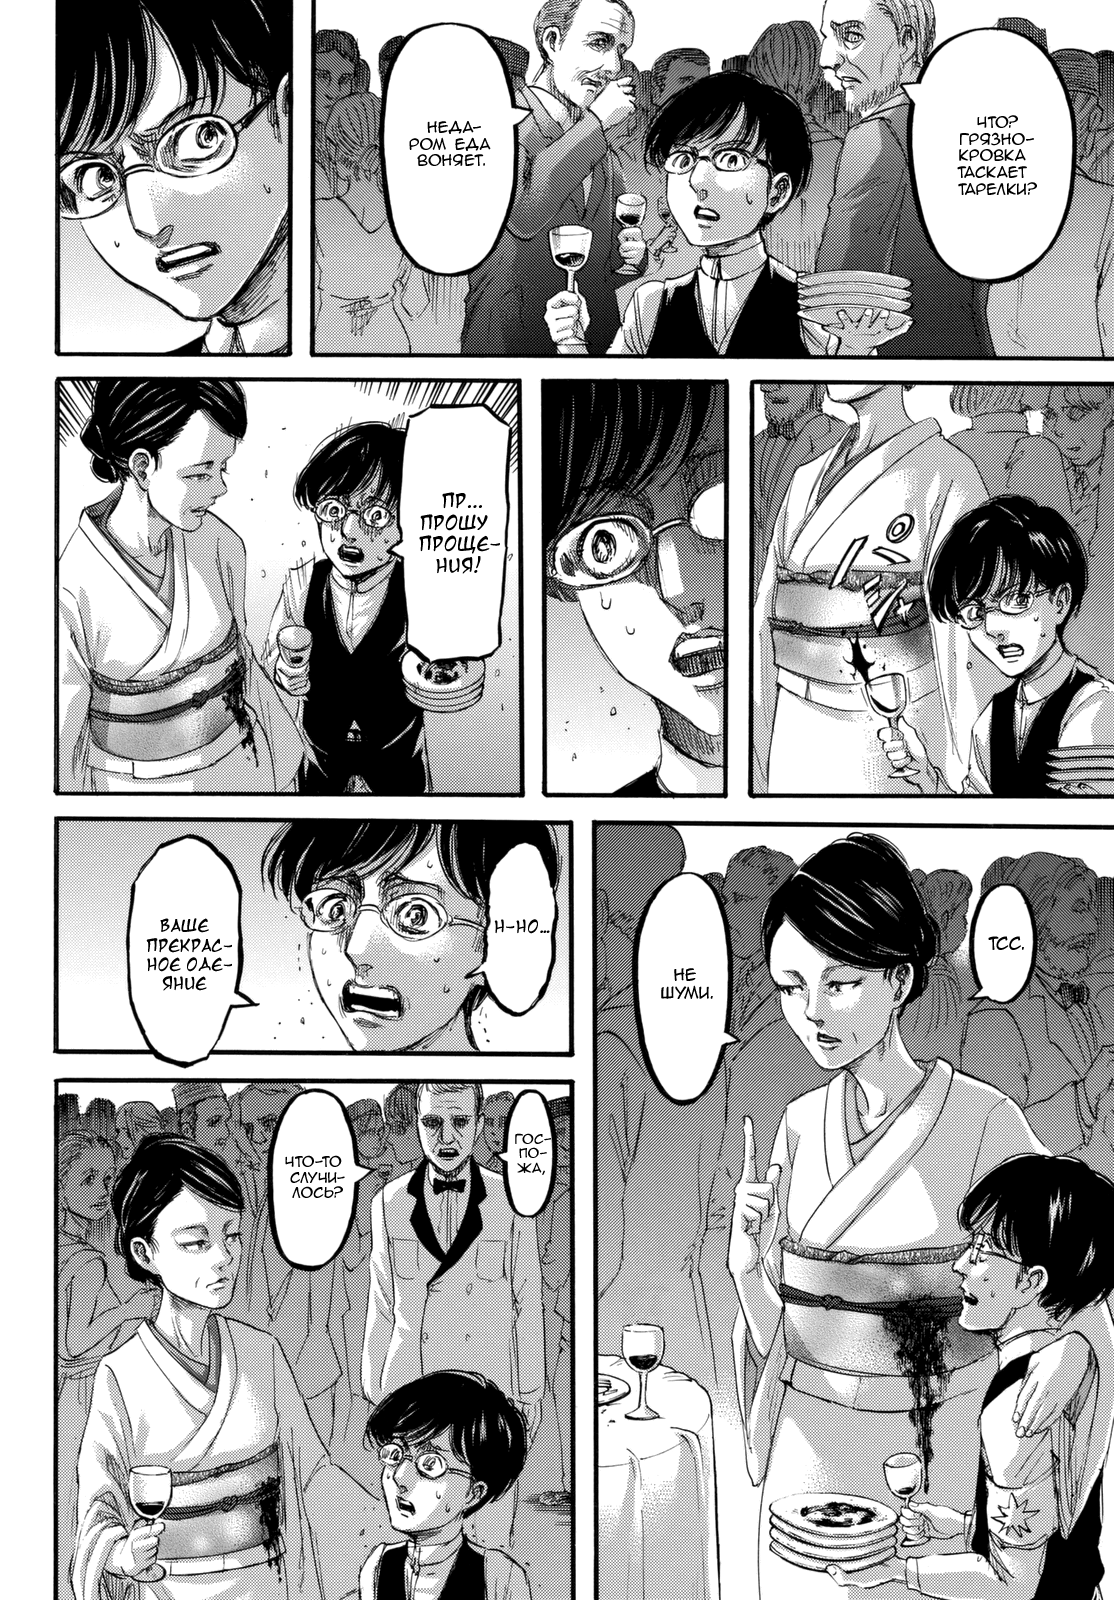 ЧТО?
ГРЯЗНО-
КРОВКА
ТАСКАЕТ
ТАРЕЛКИ?
НЕДА-
РОМ ЕДА
ВОНЯЕТ.
ПР...
ПРОШУ
ПРОЩЕ-
НИЯ!
ТСС.
НЕ
ШУМИ.
Н-НО...
ВАШЕ
ПРЕКРАС-
НОЕ ОДЕ-
ЯНИЕ
ГОС-
ПО-
ЖА,
ЧТО-ТО
СЛУЧИ-
ЛОСЬ?